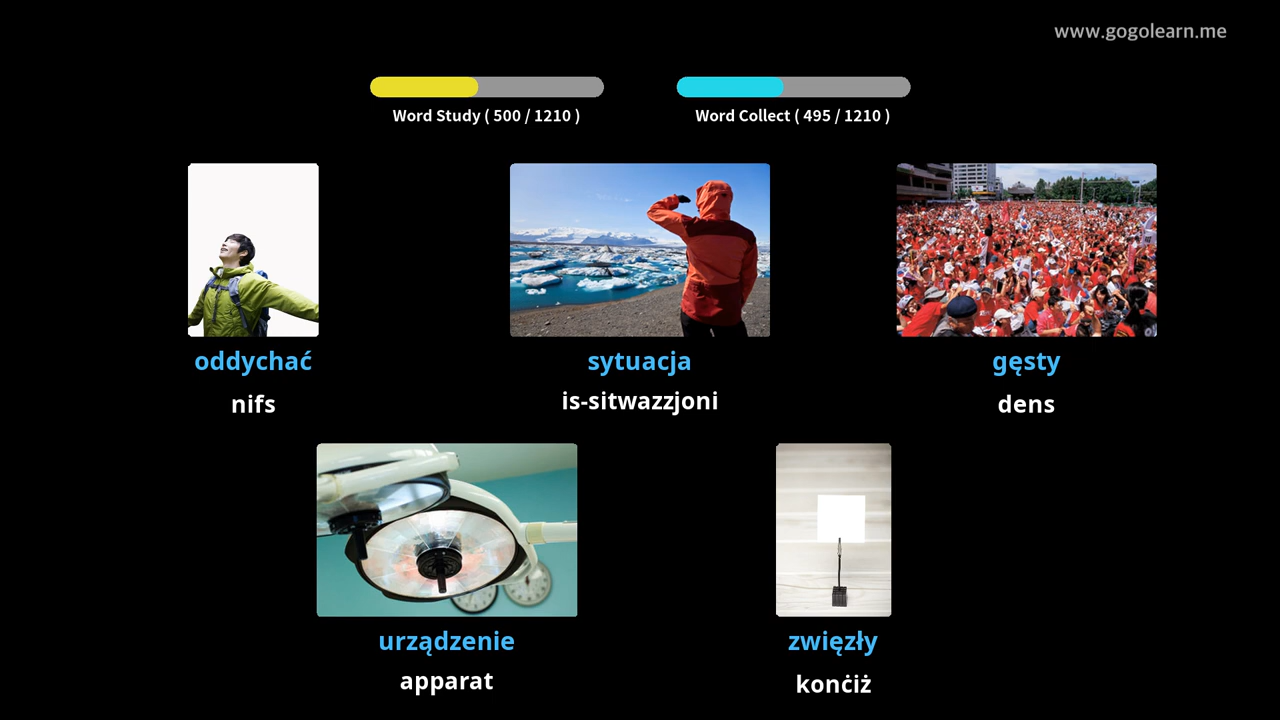 www.gogolearn.me
Word Study ( 500 / 1210 )
Word Collect ( 495 / 1210 )
oddychać
nifs
sytuacja
is-sitwazzjoni
gęsty
dens
urządzenie
apparat
zwięzły
konċiż